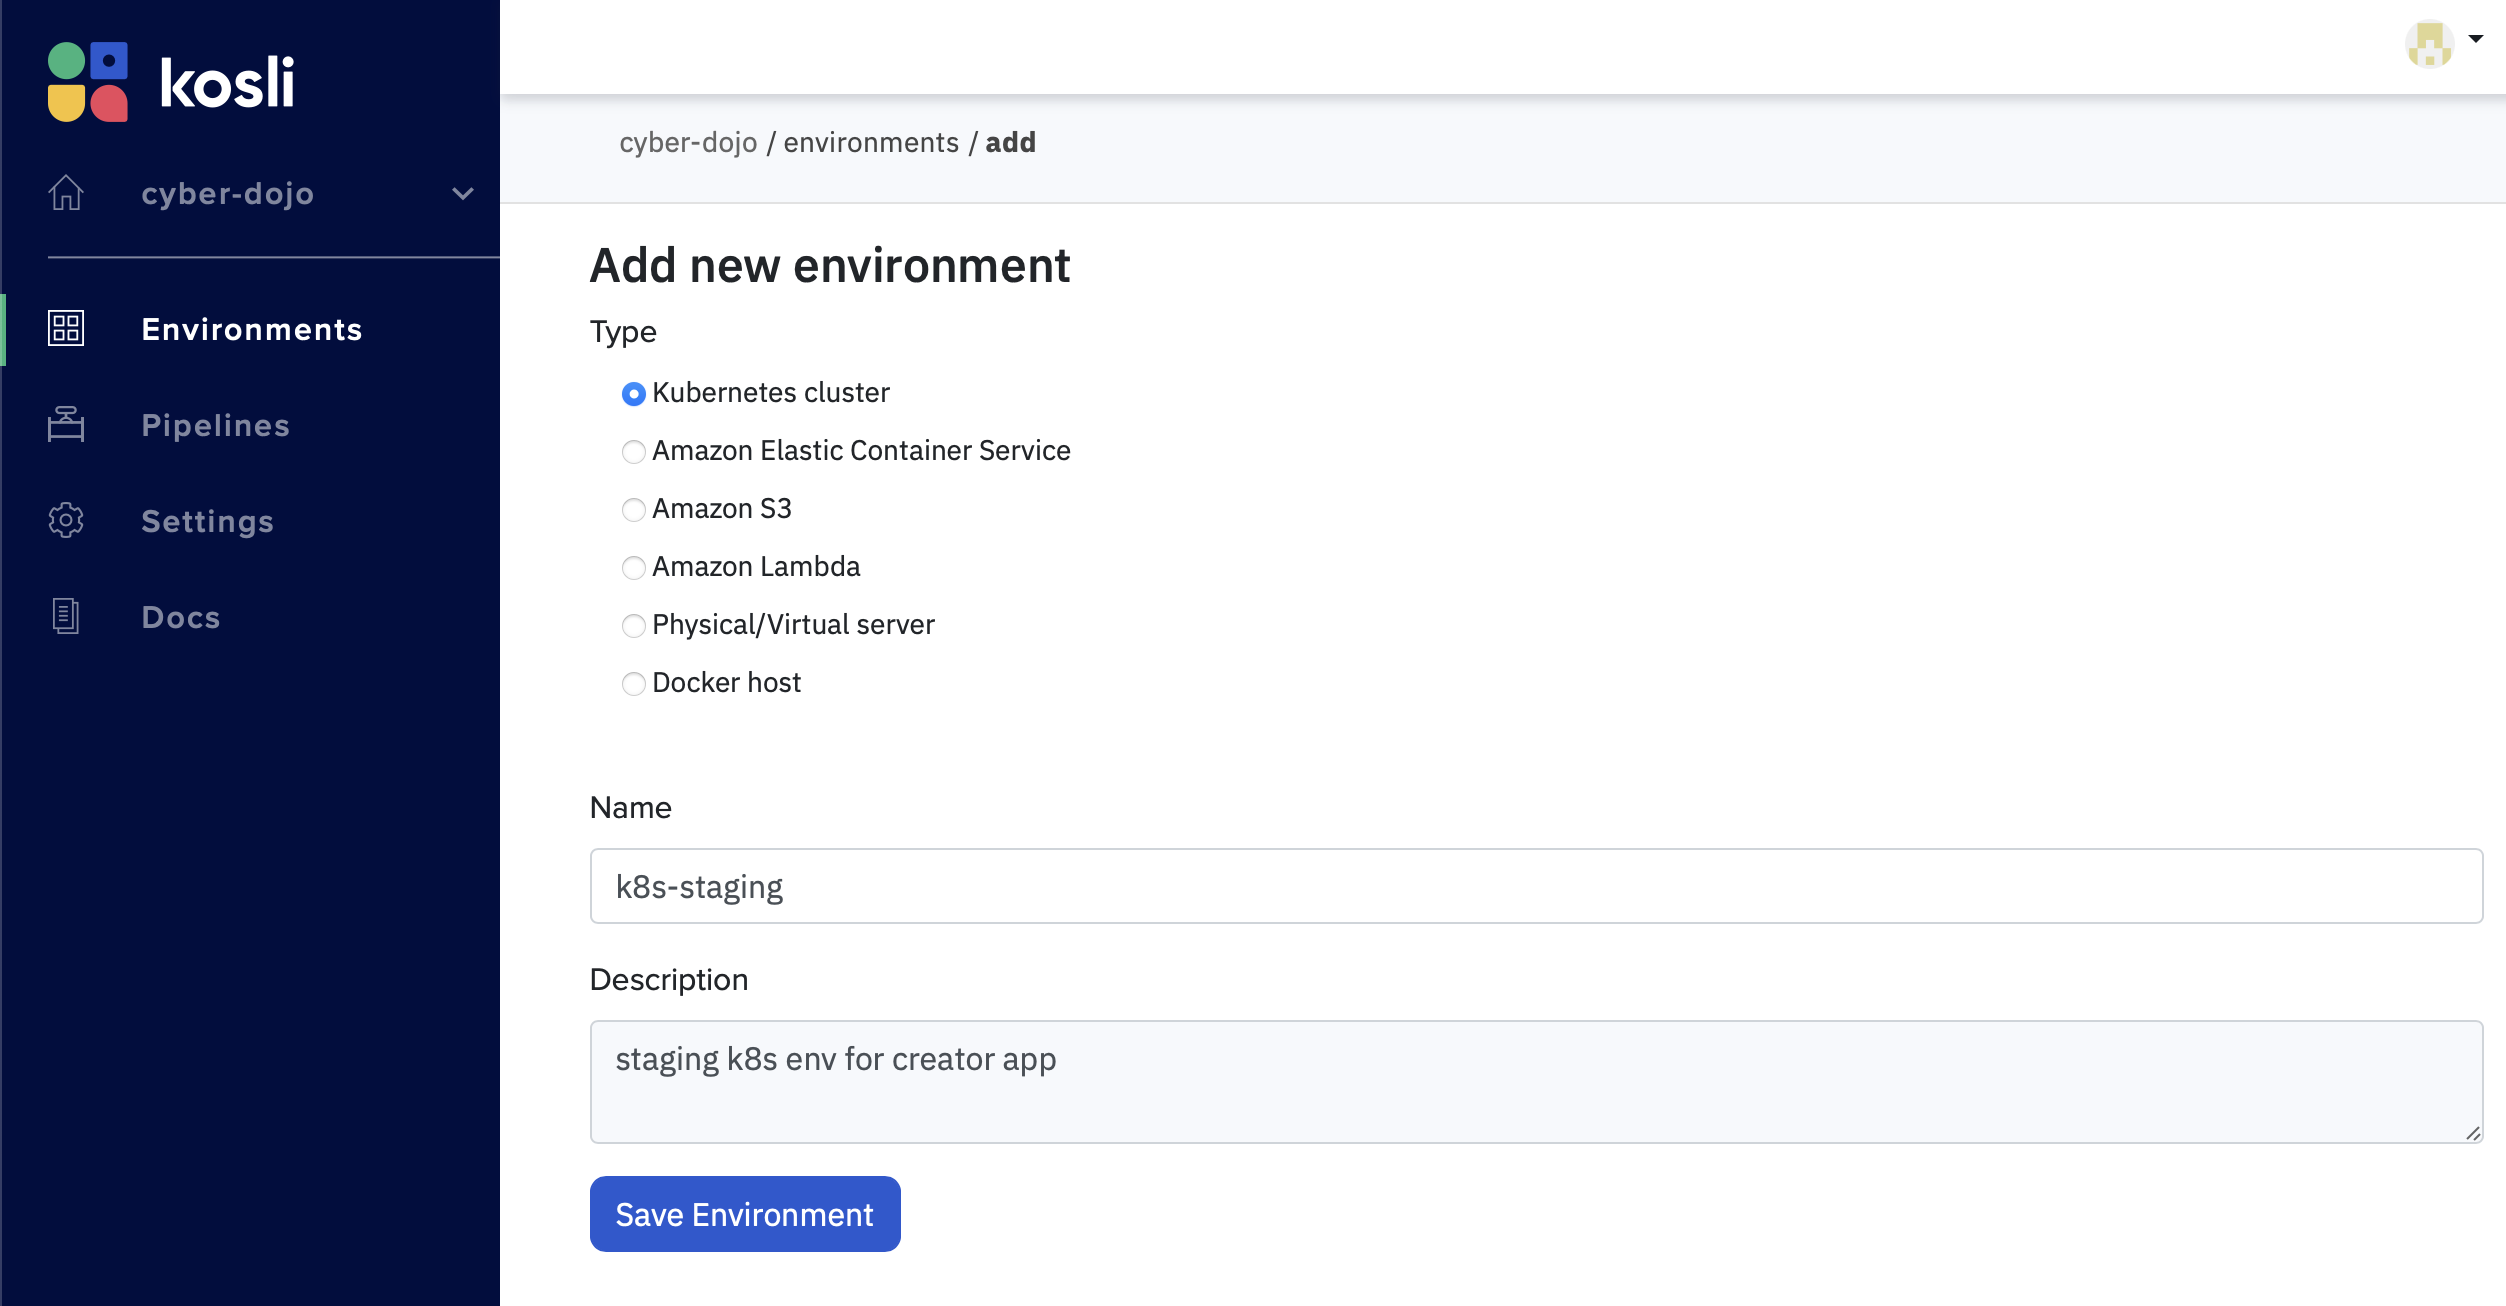 kosli
cyber-dojo
Environments
Pipelines
Settings
Docs
cyber-dojo / environments / add
Add new environment
Type
Kubernetes cluster
Amazon Elastic Container Service
Amazon S3
Amazon Lambda
Physical/Virtual server
Docker host
Name
k8s-staging
Description
staging k8s env for creator app
Save Environment